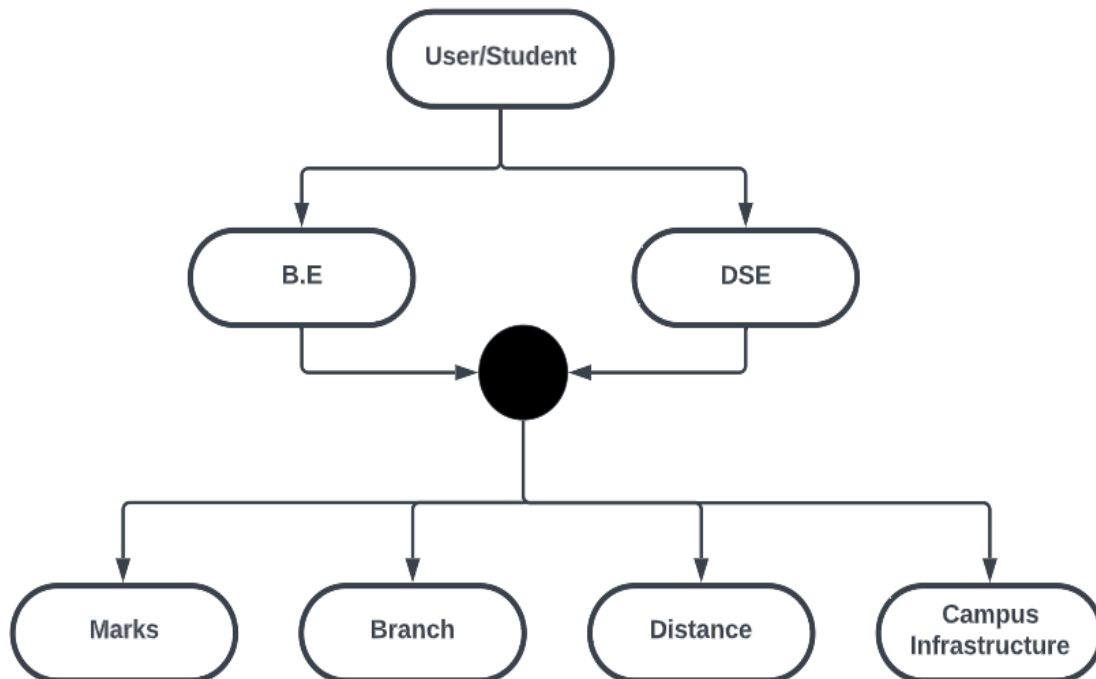 User/Student
B.E
DSE
Marks
Branch
Distance
Campus
Infrastructure